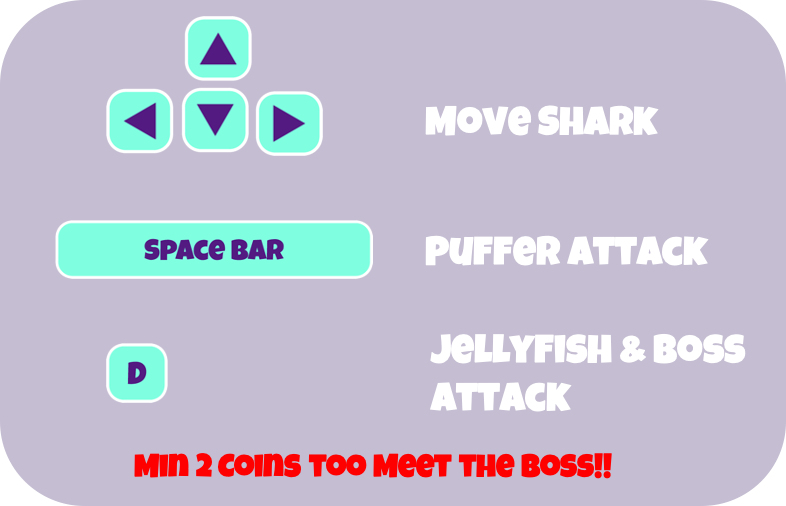 MOVE SHARK
SPACE BAR
PUFFER ATTACK
D
JELLYFISH & BOSS
ATTACK
MIN 2 COINS TOO MEET THE BOSS!!